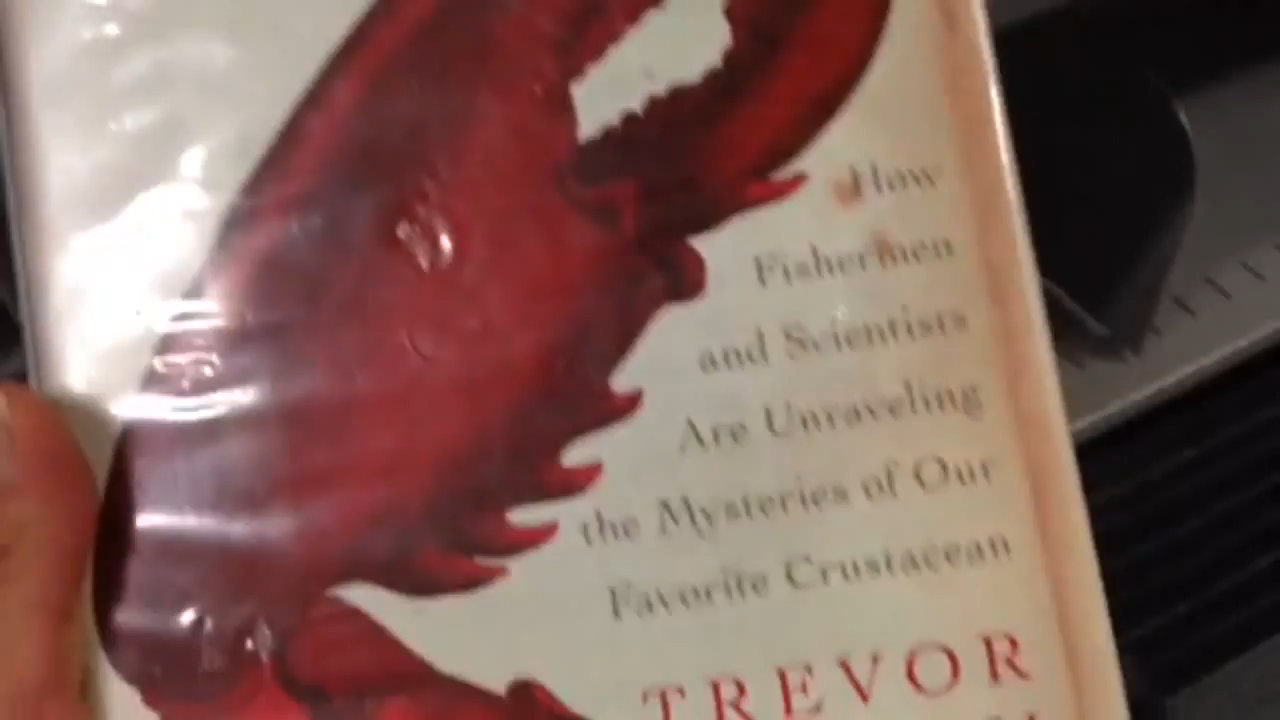 How
Fishermen
and Scientists
Are Unraveling
the Mysteries of Our
Favorite Crustacean
TREVOR